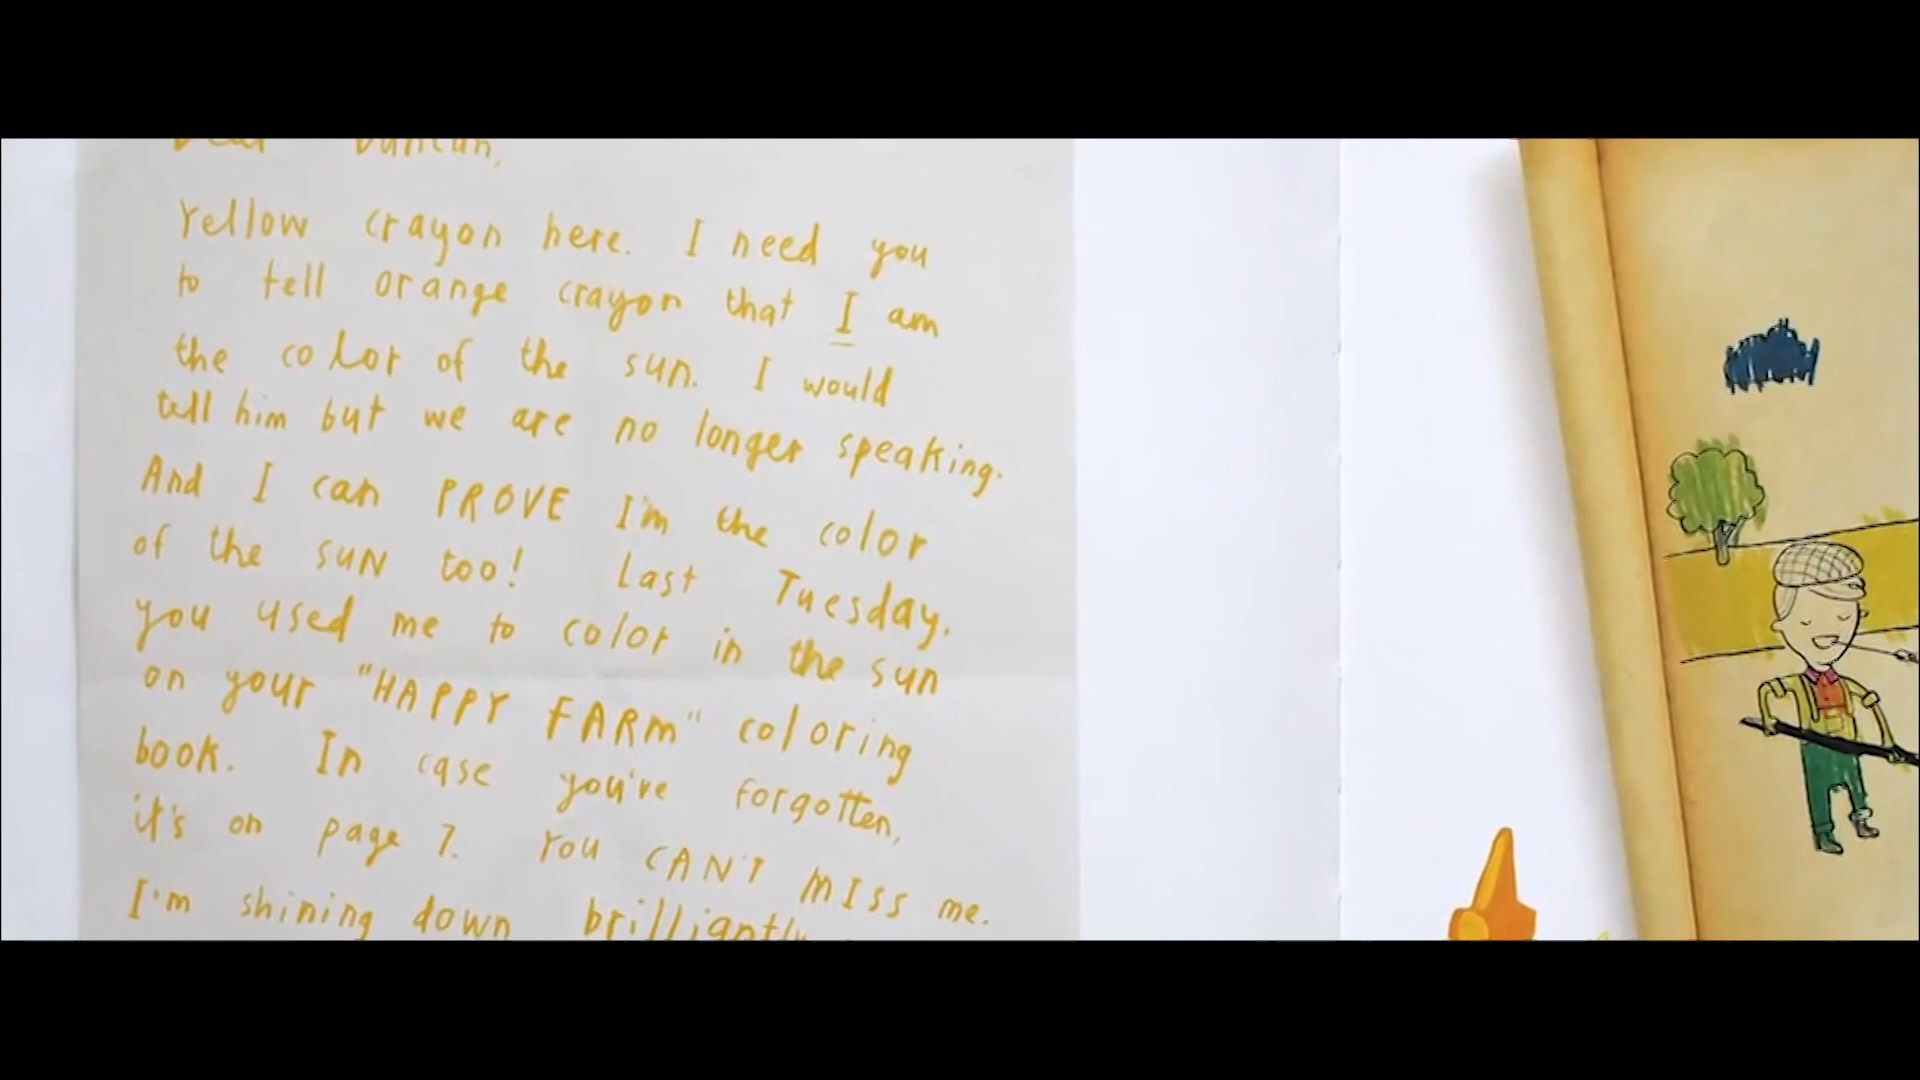 Dear Duncan,
Yellow crayon here. I need you
to tell orange crayon that I am
the color of the sun. I would
tell him but we are no longer speaking.
And I can PROVE I'm the color
of the SUN too! Last Tuesday,
you used me to color in the sun
on your "HAPPY FARM" coloring
book. In case you've forgotten,
it's on page 7. You CAN'T MISS me.
I'm shining down brilliantly